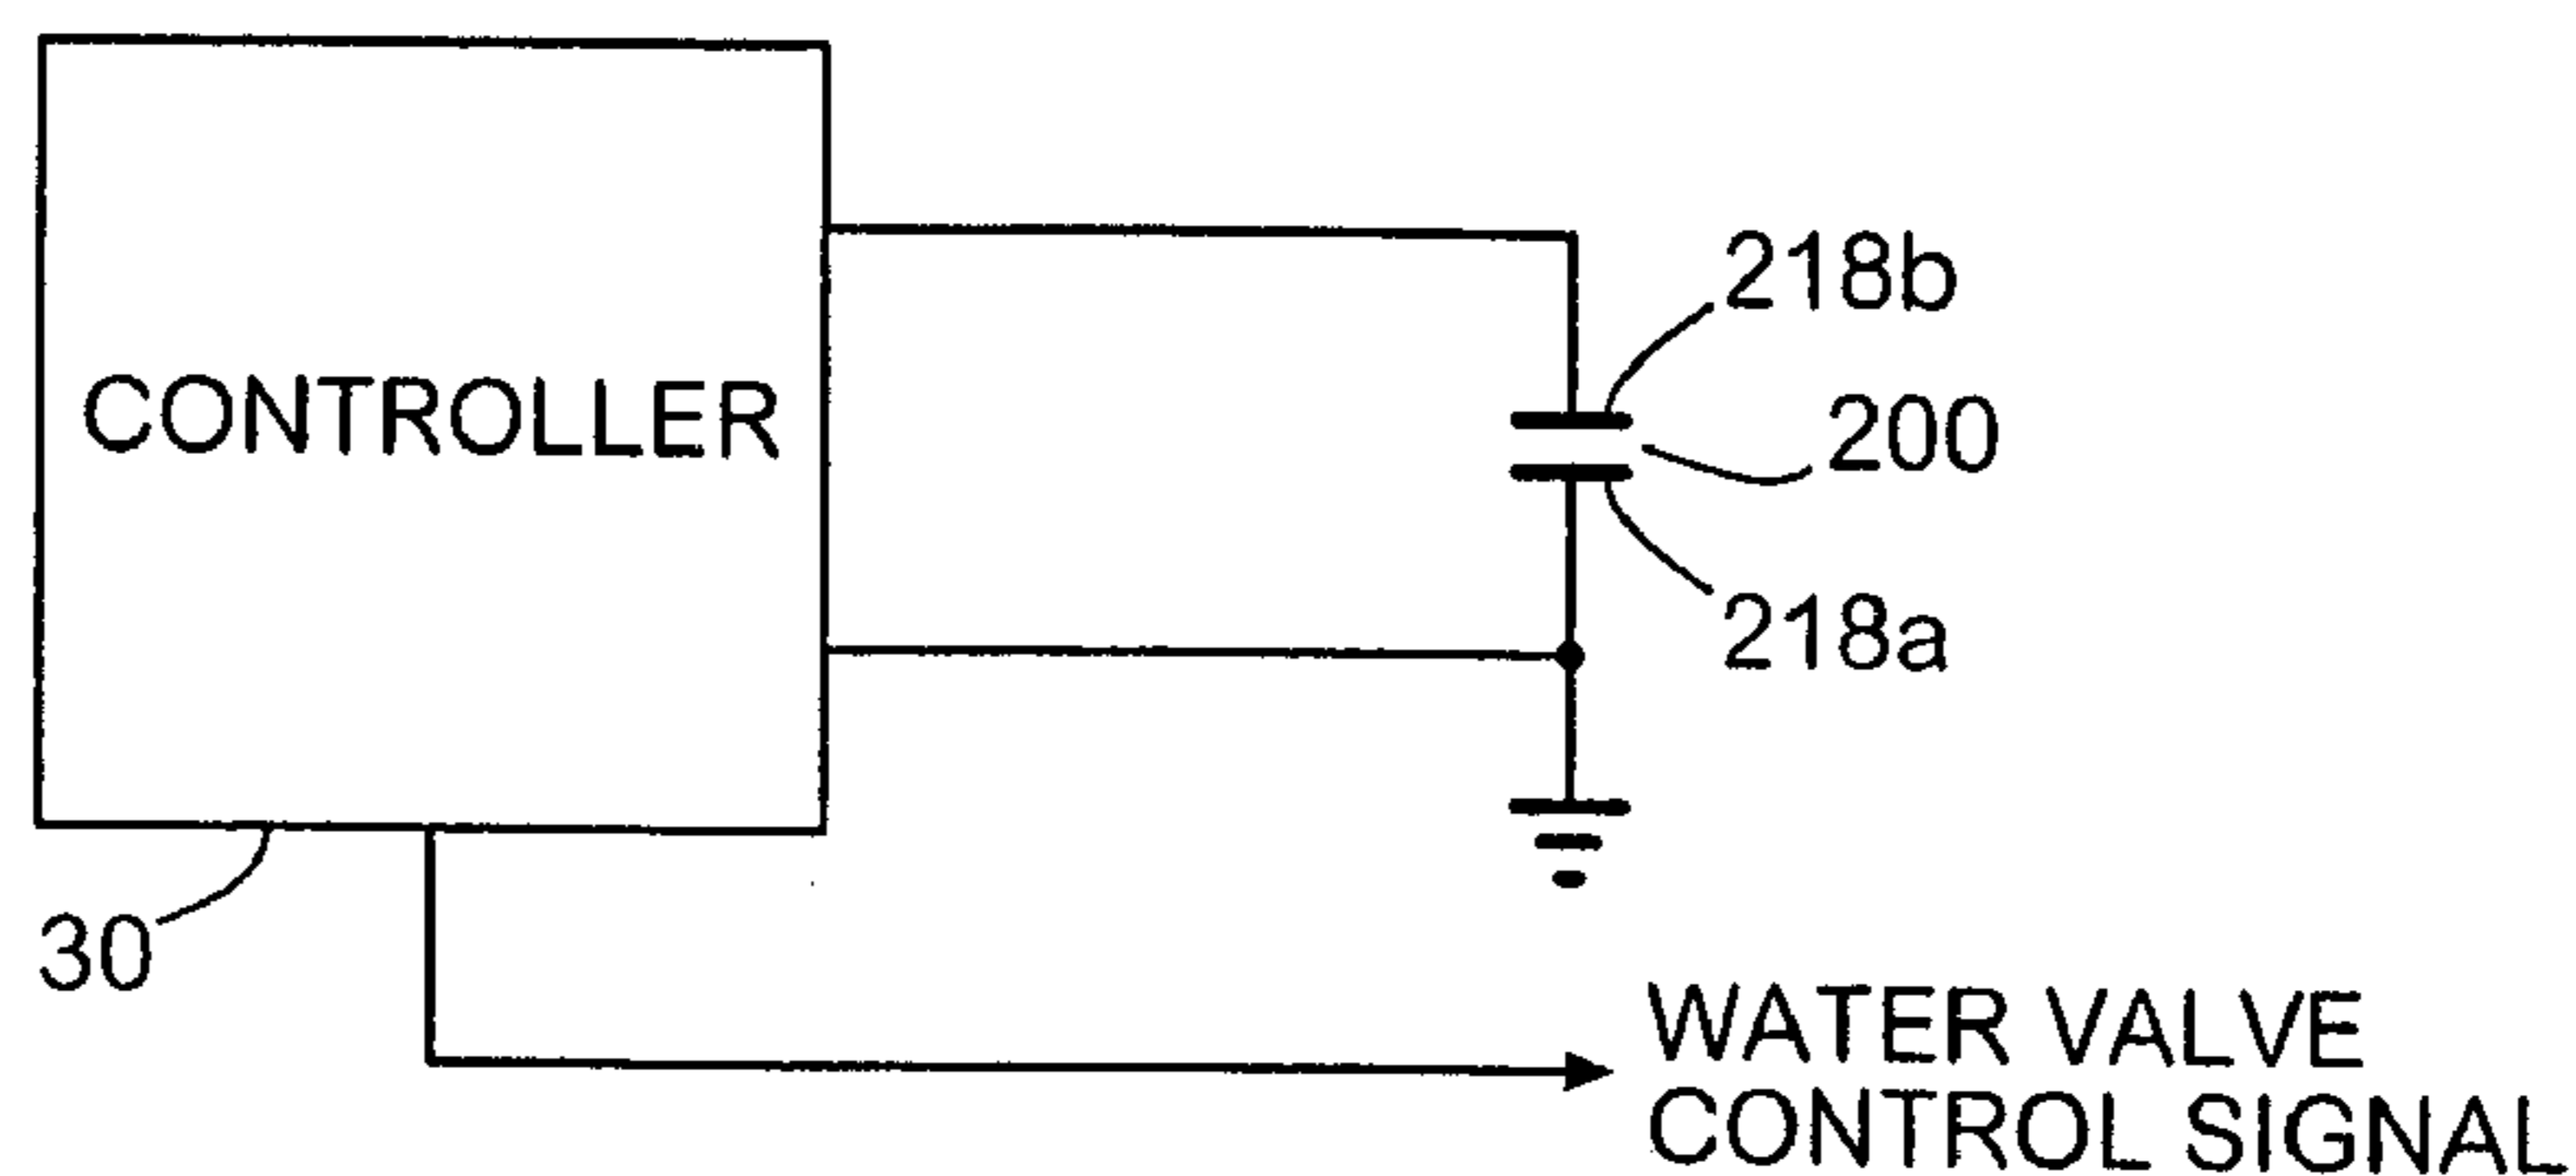 218b
CONTROLLER
200
218a
30
WATER VALVE
CONTROL SIGNAL